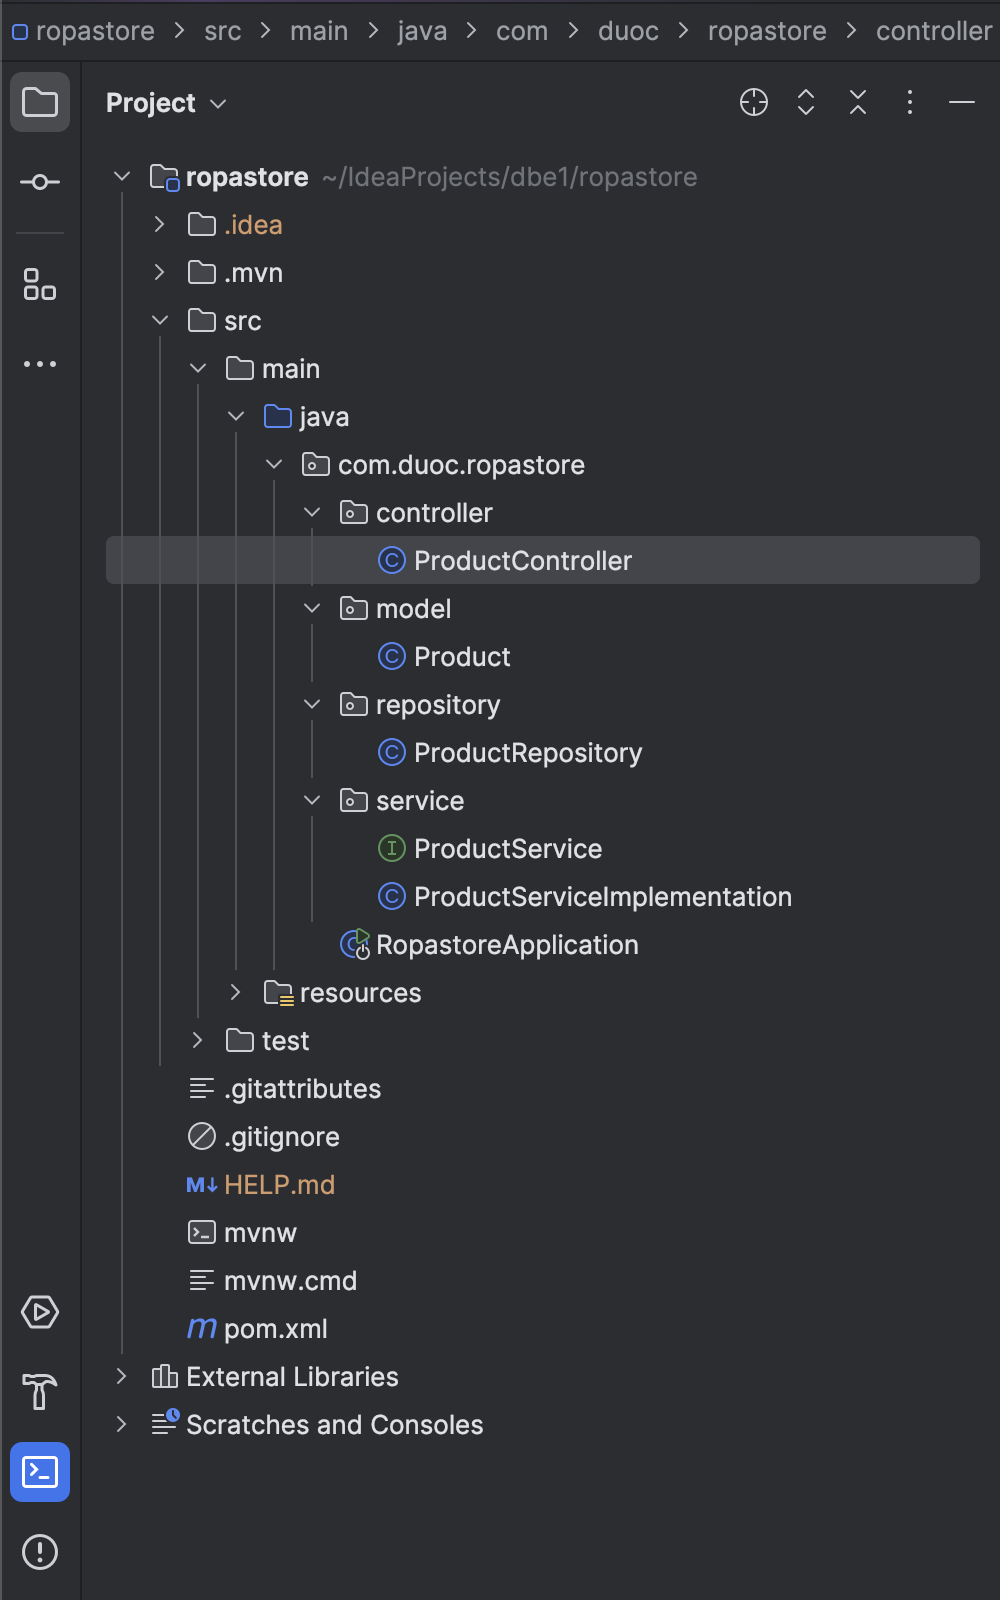 ropastore > src > main > java > com > duoc > ropastore > controller
Project
ropastore ~/IdeaProjects/dbe1/ropastore
.idea
.mvn
src
main
java
com.duoc.ropastore
controller
ProductController
model
Product
repository
ProductRepository
service
ProductService
ProductServiceImplementation
RopastoreApplication
resources
test
.gitattributes
.gitignore
HELP.md
mvnw
mvnw.cmd
pom.xml
External Libraries
Scratches and Consoles